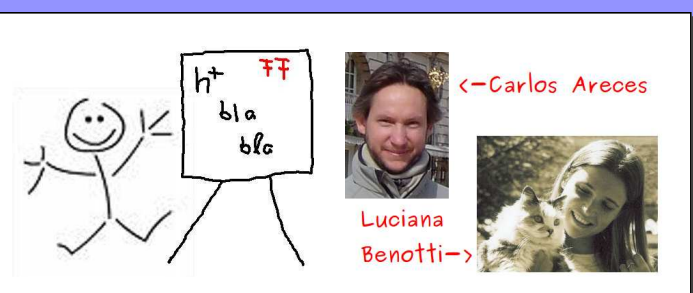 h+ FF
bla
bla
<-Carlos Areces
Luciana
Benotti->